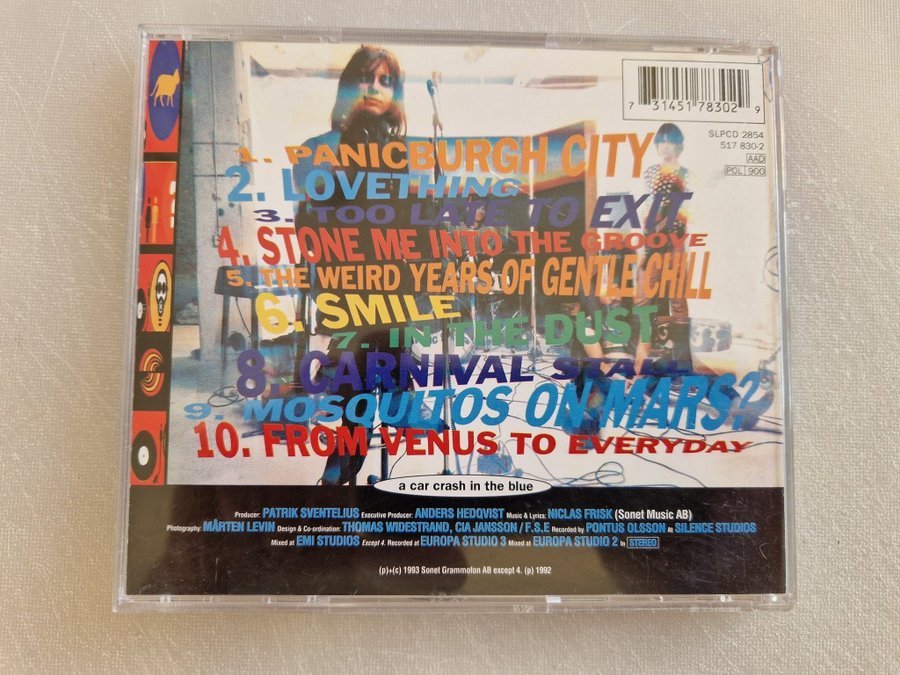 7 31451 78302 9
SLPCD 2854
517 830-2
AAD
POL 900
1. PANICBURGH CITY
2. LOVETHING
3. TOO LATE TO EXIT
4. STONE ME INTO THE GROOVE
5. THE WEIRD YEARS OF GENTLE CHILL
6. SMILE
7. IN THE DUST
8. CARNIVAL STALL
9. MOSQUITOS ON MARS?
10. FROM VENUS TO EVERYDAY
a car crash in the blue
Producer: PATRIK SVENTELIUS Executive Producer: ANDERS HEDQVIST Music & Lyrics: NICLAS FRISK (Sonet Music AB)
Photography: MÅRTEN LEVIN Design & Co-ordination: THOMAS WIDESTRAND, CIA JANSSON / F.S.E Recorded by PONTUS OLSSON At SILENCE STUDIOS
Mixed at EMI STUDIOS Except 4. Recorded at EUROPA STUDIO 3 Mixed at EUROPA STUDIO 2 In STEREO
(p)+(c) 1993 Sonet Grammofon AB except 4. (p) 1992